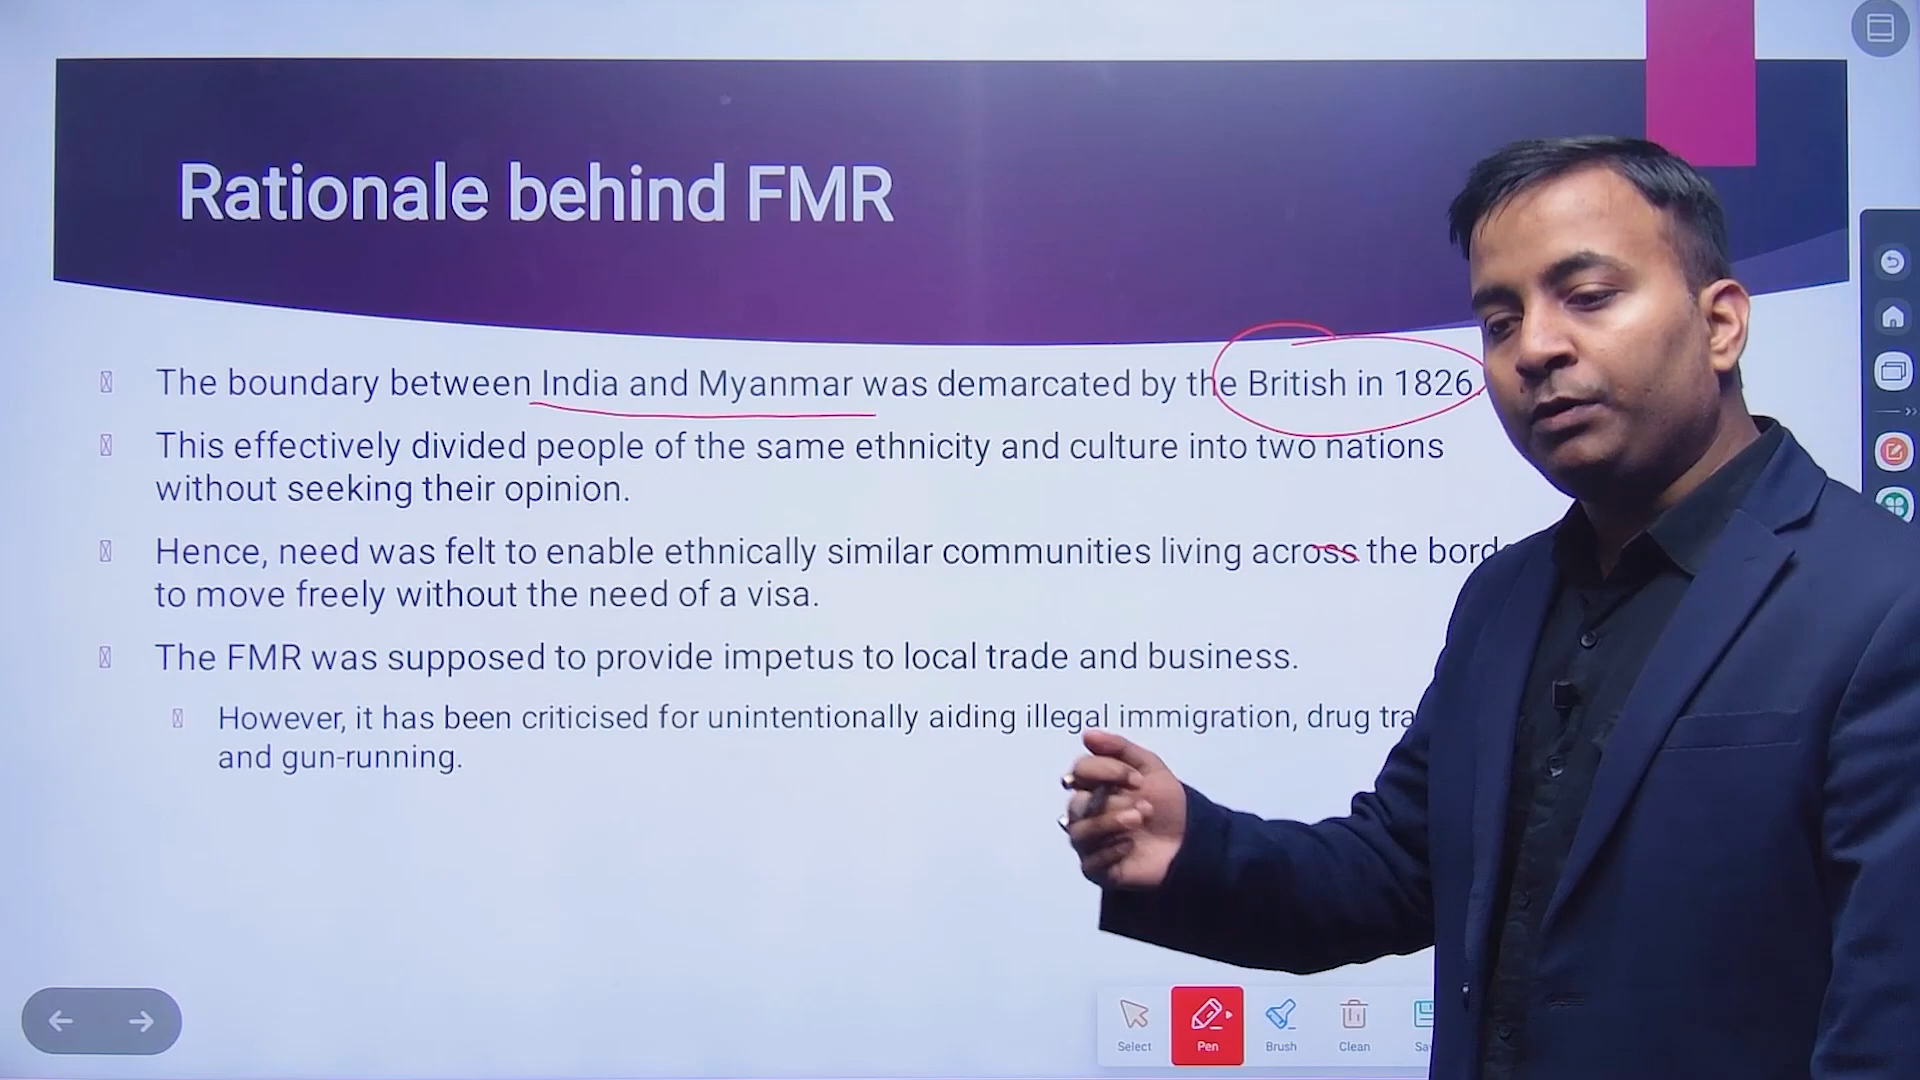 Rationale behind FMR
The boundary between India and Myanmar was demarcated by the British in 1826.
This effectively divided people of the same ethnicity and culture into two nations
without seeking their opinion.
Hence, need was felt to enable ethnically similar communities living across the
to move freely without the need of a visa.
The FMR was supposed to provide impetus to local trade and business.
However, it has been criticised for unintentionally aiding illegal immigration, drug
and gun-running.
Select Pen Brush Clean